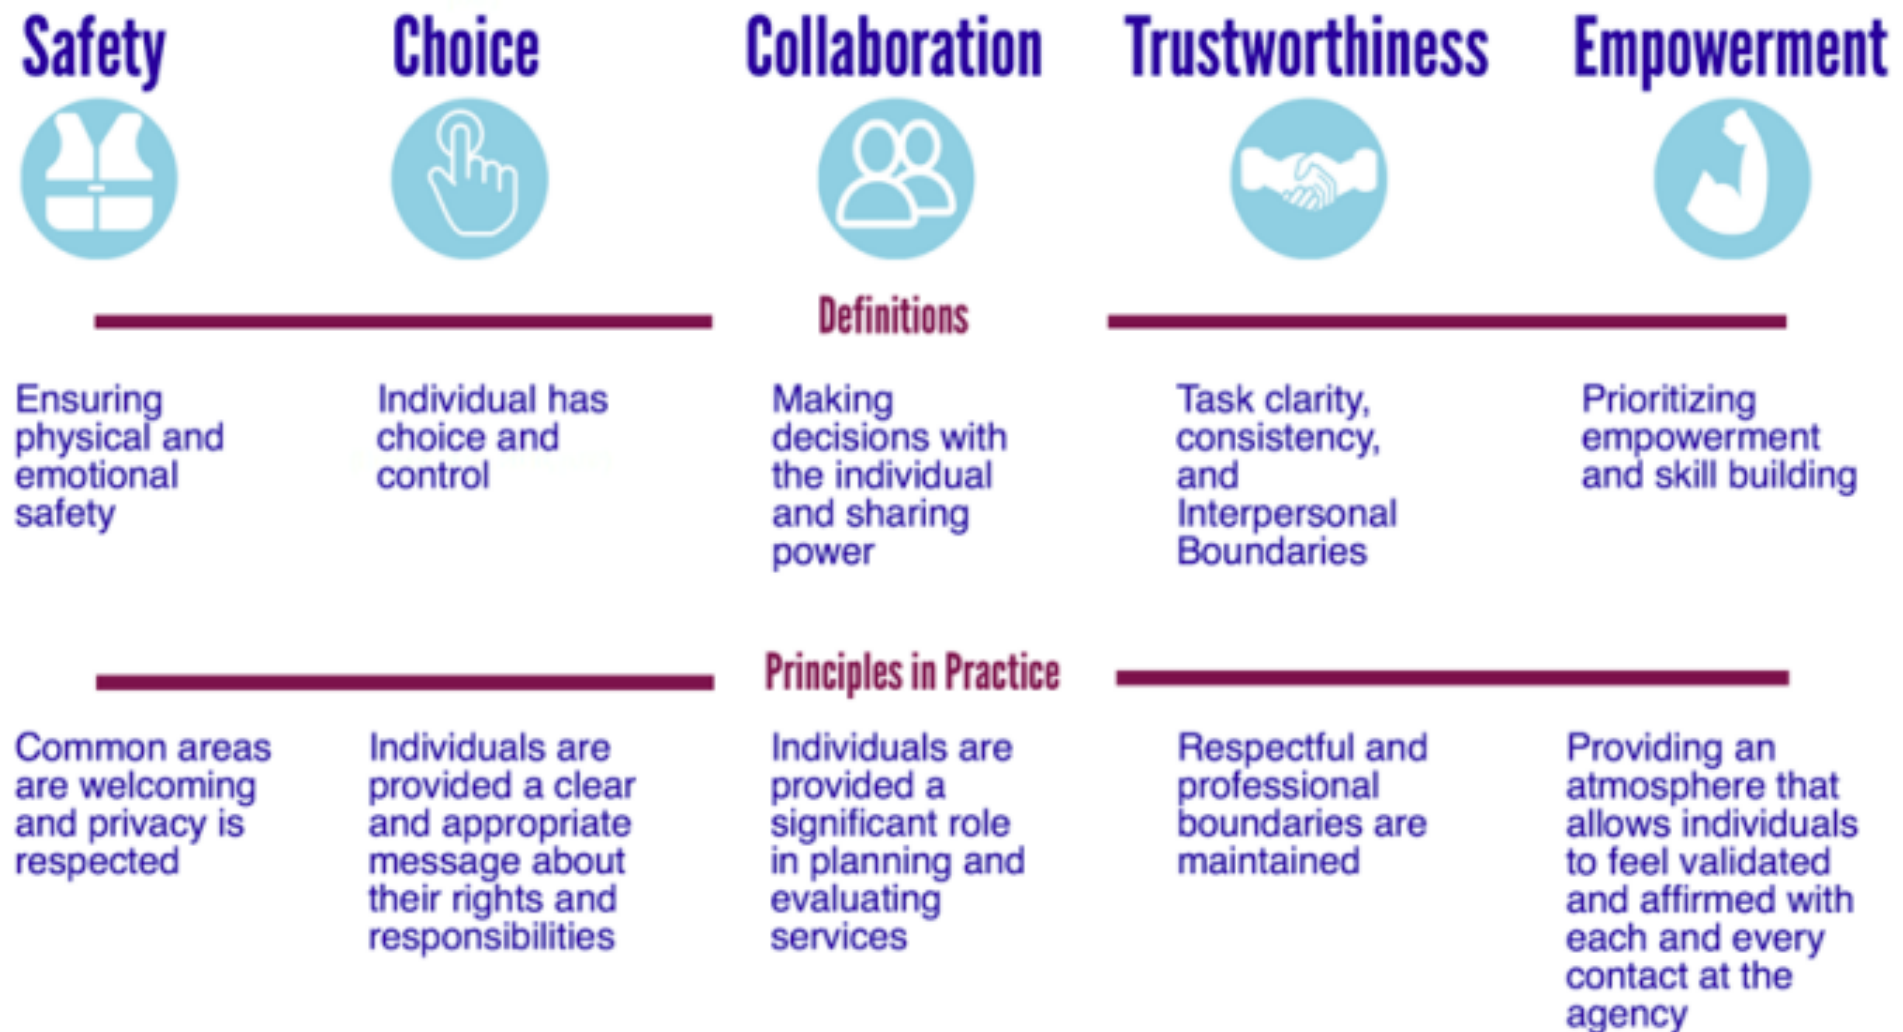 Safety
Choice
Collaboration
Trustworthiness
Empowerment
Definitions
Ensuring
physical and
emotional
safety
Individual has
choice and
control
Making
decisions with
the individual
and sharing
power
Task clarity,
consistency,
and
Interpersonal
Boundaries
Prioritizing
empowerment
and skill building
Principles in Practice
Common areas
are welcoming
and privacy is
respected
Individuals are
provided a clear
and appropriate
message about
their rights and
responsibilities
Individuals are
provided a
significant role
in planning and
evaluating
services
Respectful and
professional
boundaries are
maintained
Providing an
atmosphere that
allows individuals
to feel validated
and affirmed with
each and every
contact at the
agency